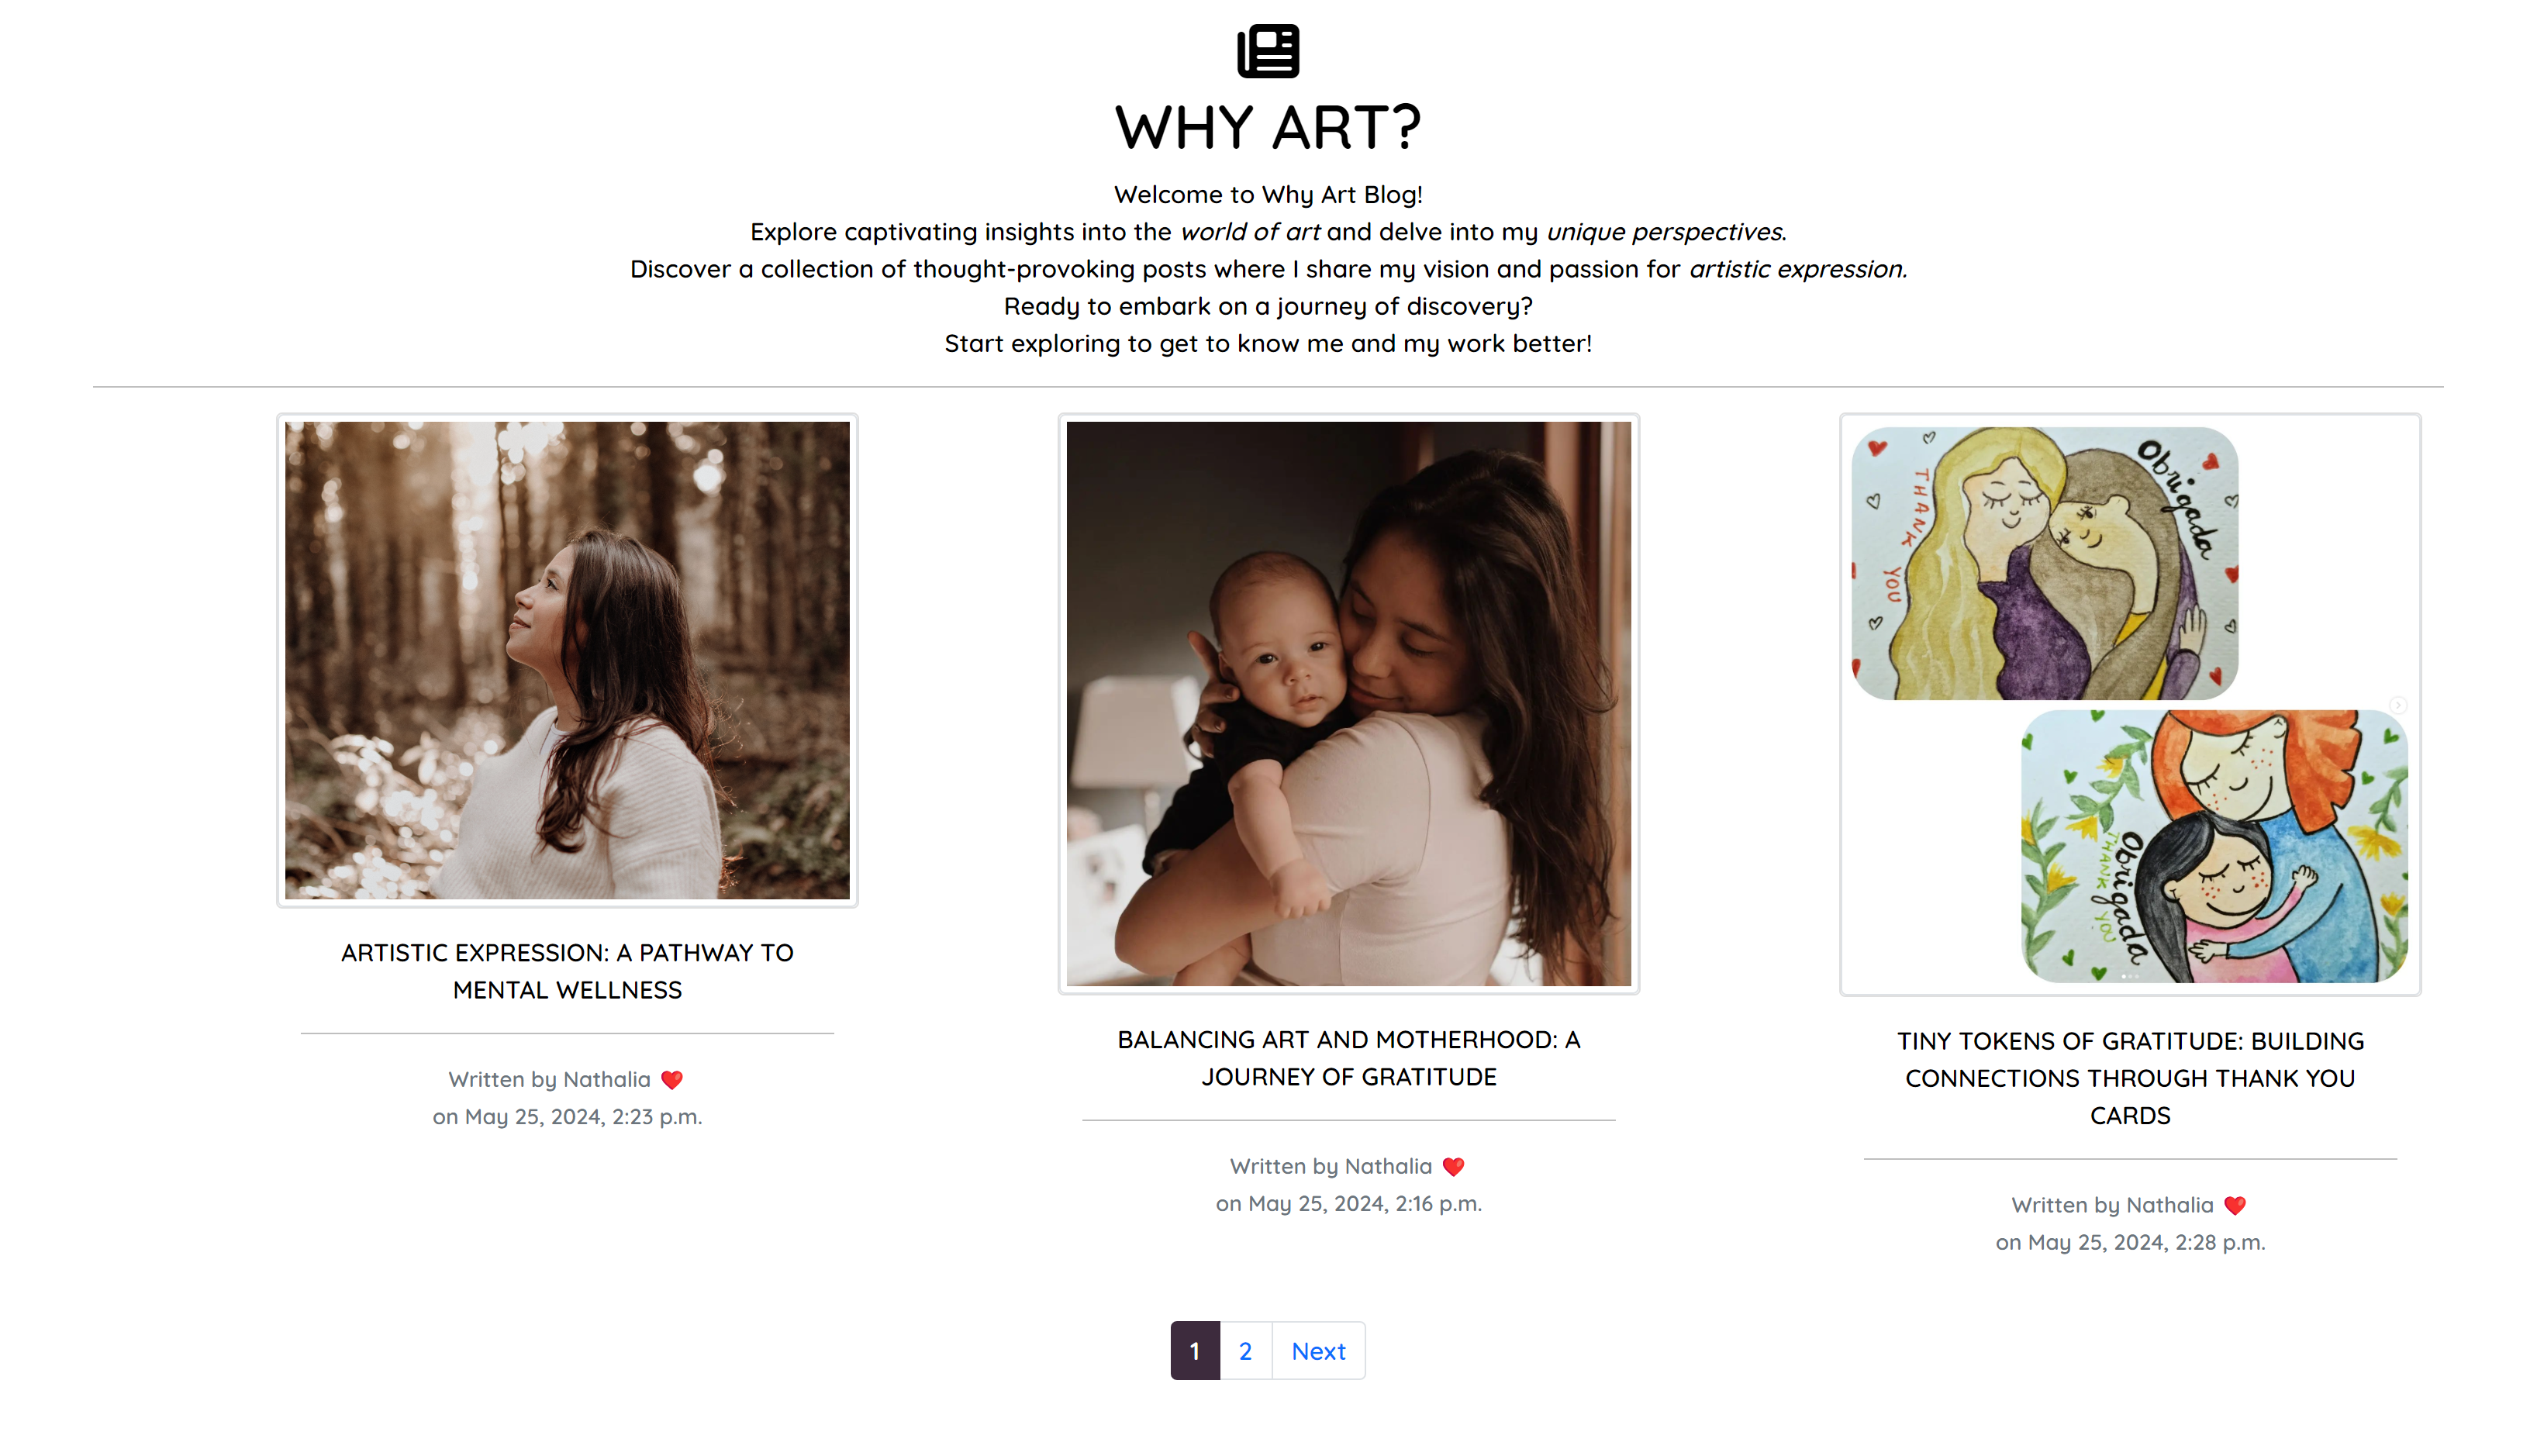 WHY ART?
Welcome to Why Art Blog!
Explore captivating insights into the world of art and delve into my unique perspectives.
Discover a collection of thought-provoking posts where I share my vision and passion for artistic expression.
Ready to embark on a journey of discovery?
Start exploring to get to know me and my work better!
ARTISTIC EXPRESSION: A PATHWAY TO
MENTAL WELLNESS
Written by Nathalia ❤️
on May 25, 2024, 2:23 p.m.
BALANCING ART AND MOTHERHOOD: A
JOURNEY OF GRATITUDE
Written by Nathalia ❤️
on May 25, 2024, 2:16 p.m.
THANK YOU
Obrigada
Obrigada
THANK YOU
TINY TOKENS OF GRATITUDE: BUILDING
CONNECTIONS THROUGH THANK YOU
CARDS
Written by Nathalia ❤️
on May 25, 2024, 2:28 p.m.
1 2 Next